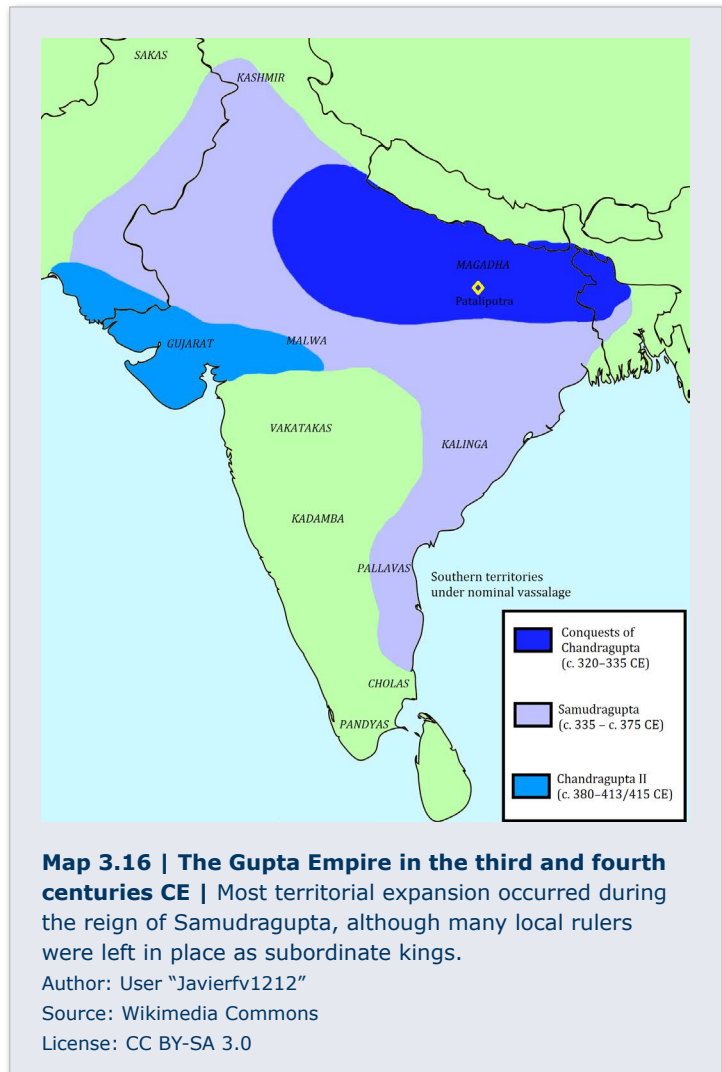 SAKAS
KASHMIR
MAGADHA
Pataliputra
GUJARAT
MALWA
VAKATAKAS
KALINGA
KADAMBA
PALLAVAS
Southern territories
under nominal vassalage
CHOLAS
PANDYAS
Conquests of
Chandragupta
(c. 320–335 CE)
Samudragupta
(c. 335 – c. 375 CE)
Chandragupta II
(c. 380–413/415 CE)
Map 3.16 | The Gupta Empire in the third and fourth
centuries CE | Most territorial expansion occurred during
the reign of Samudragupta, although many local rulers
were left in place as subordinate kings.
Author: User “Javierfv1212”
Source: Wikimedia Commons
License: CC BY-SA 3.0